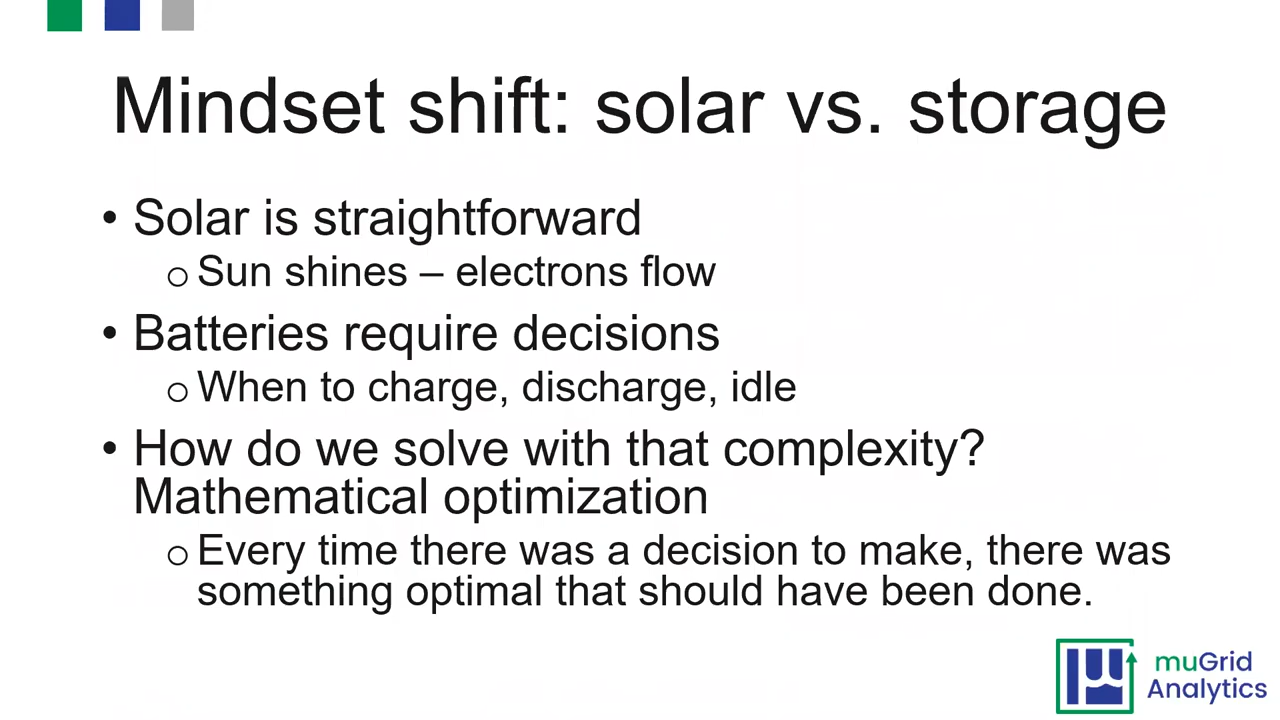 Mindset shift: solar vs. storage
• Solar is straightforward
o Sun shines – electrons flow
• Batteries require decisions
o When to charge, discharge, idle
• How do we solve with that complexity?
Mathematical optimization
o Every time there was a decision to make, there was
something optimal that should have been done.
muGrid
Analytics